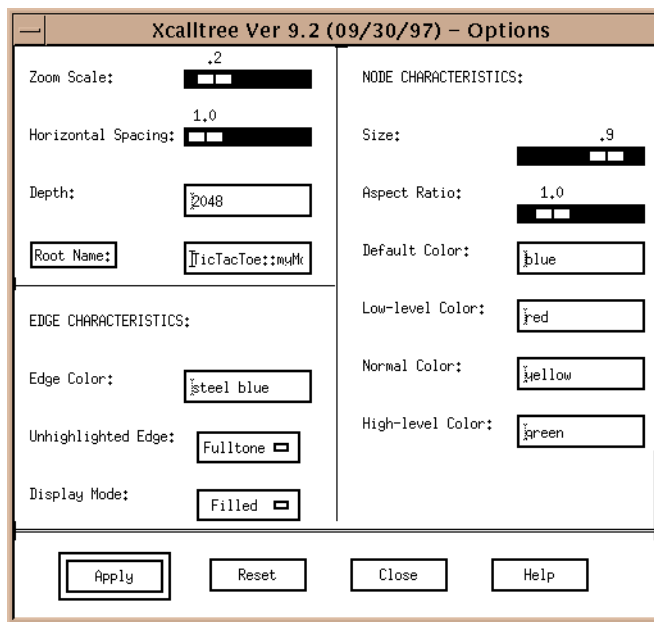 Xcalltree Ver 9.2 (09/30/97) – Options
.2
Zoom Scale:
1.0
Horizontal Spacing:
Depth:
2048
Root Name:
TicTacToe::myMo
EDGE CHARACTERISTICS:
Edge Color:
steel blue
Unhighlighted Edge:
Fulltone
Display Mode:
Filled
NODE CHARACTERISTICS:
Size:
.9
Aspect Ratio:
1.0
Default Color:
blue
Low-level Color:
red
Normal Color:
yellow
High-level Color:
green
Apply
Reset
Close
Help